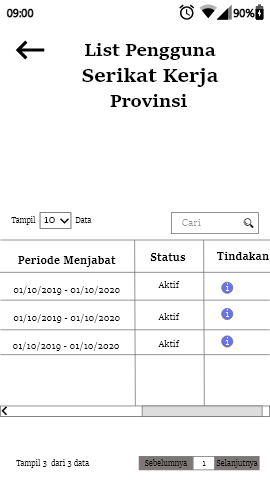 09:00 90%
List Pengguna
Serikat Kerja
Provinsi
Tampil 10 Data Cari
Periode Menjabat Status Tindakan
01/10/2019 - 01/10/2020 Aktif i
01/10/2019 - 01/10/2020 Aktif i
01/10/2019 - 01/10/2020 Aktif i
Tampil 3 dari 3 data Sebelumnya 1 Selanjutnya